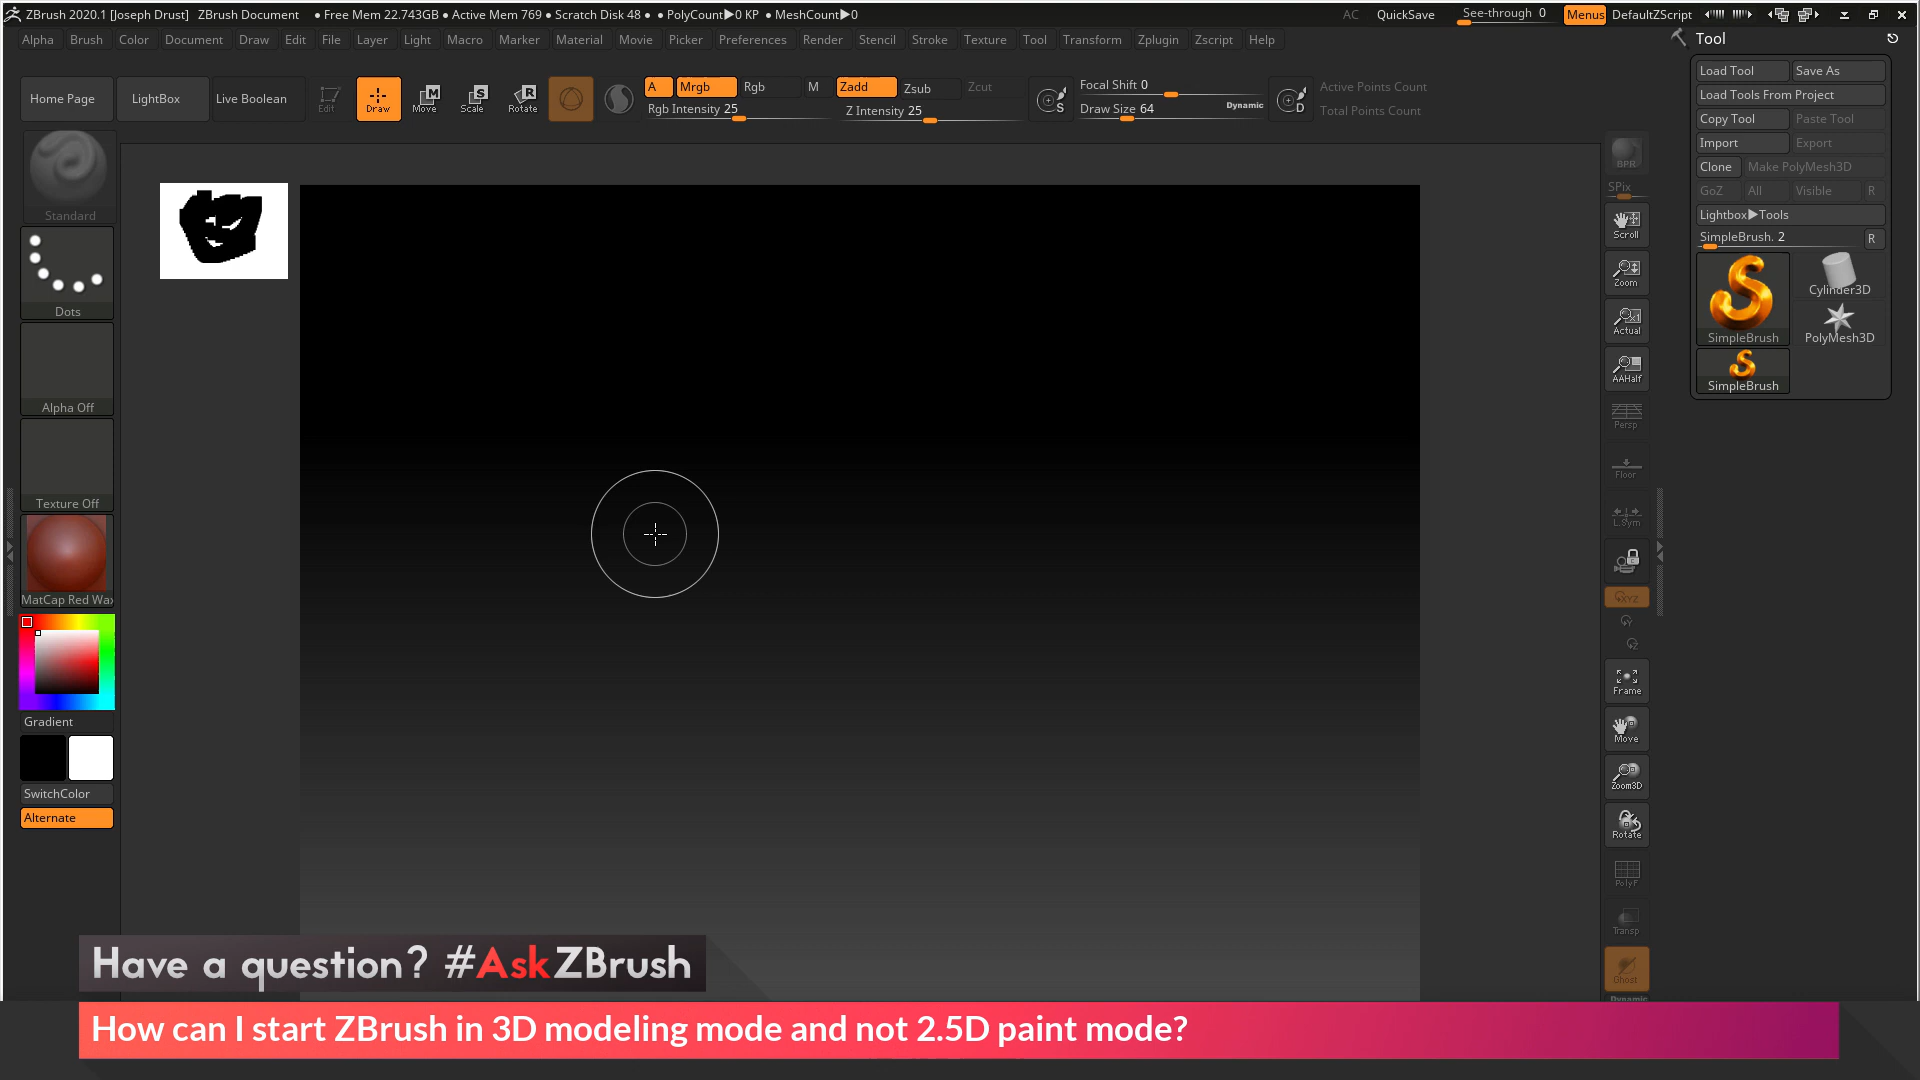 ZBrush 2020.1 [Joseph Drust] ZBrush Document • Free Mem 22.743GB • Active Mem 769 • Scratch Disk 48 • • PolyCount▶0 KP • MeshCount▶0 AC QuickSave See-through 0 Menus DefaultZScript
Alpha Brush Color Document Draw Edit File Layer Light Macro Marker Material Movie Picker Preferences Render Stencil Stroke Texture Tool Transform Zplugin Zscript Help
Tool
Load Tool Save As
Load Tools From Project
Copy Tool Paste Tool
Import Export
Clone Make PolyMesh3D
GoZ All Visible R
Lightbox▶Tools
SimpleBrush. 2 R
SimpleBrush
Cylinder3D
PolyMesh3D
SimpleBrush
Home Page LightBox Live Boolean Edit Draw Move Scale Rotate
M S R
A Mrgb Rgb M Zadd Zsub Zcut
Rgb Intensity 25 Z Intensity 25
S
Focal Shift 0
Draw Size 64 Dynamic
D
Active Points Count
Total Points Count
Standard
Dots
Alpha Off
Texture Off
MatCap Red Wax
Gradient
SwitchColor
Alternate
BPR
SPix
Scroll
Zoom
Actual
AAHalf
Persp
Floor
L.Sym
XYZ
Y
Z
Frame
Move
Zoom3D
Rotate
PolyF
Transp
Ghost
Dynamic
Have a question? #AskZBrush
How can I start ZBrush in 3D modeling mode and not 2.5D paint mode?